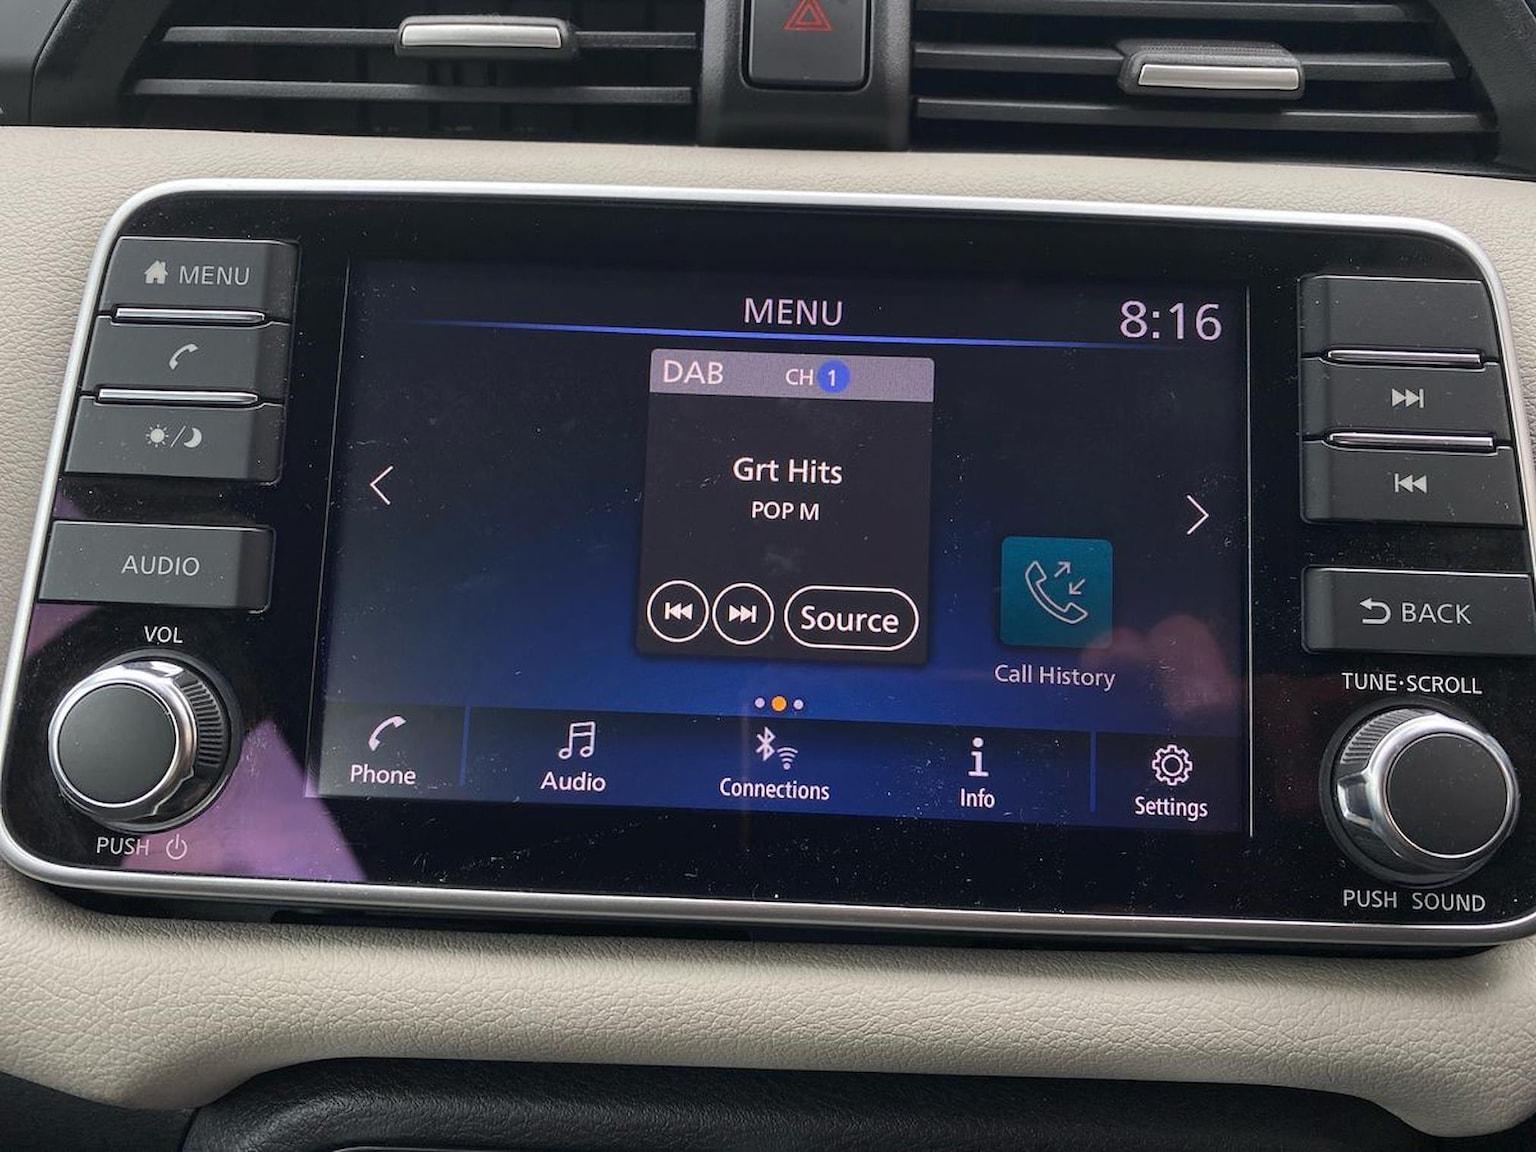 MENU
AUDIO
VOL
PUSH
MENU
8:16
DAB CH 1
Grt Hits
POP M
Source
Call History
Phone
Audio
Connections
Info
Settings
BACK
TUNE·SCROLL
PUSH SOUND